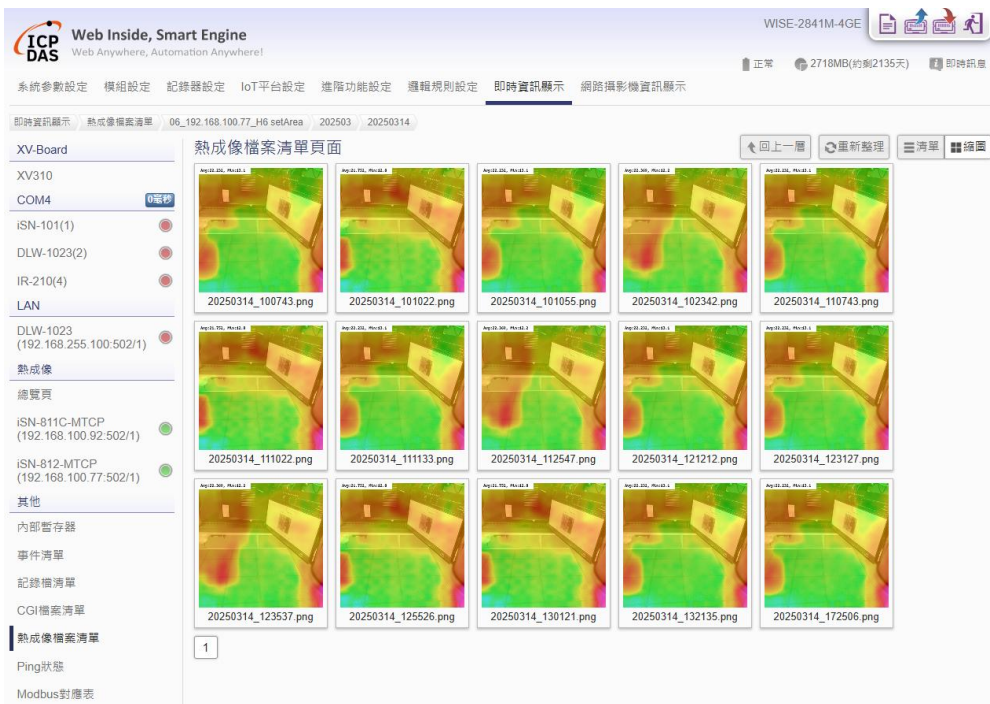 ICP DAS
Web Inside, Smart Engine
Web Anywhere, Automation Anywhere!
WISE-2841M-4GE
正常 2718MB(約剩2135天) 即時訊息
系統參數設定 模組設定 記錄器設定 IoT平台設定 進階功能設定 邏輯規則設定 即時資訊顯示 網路攝影機資訊顯示
即時資訊顯示 熱成像檔案清單 06_192.168.100.77_H6 setArea 202503 20250314
XV-Board
XV310
COM4 0毫秒
iSN-101(1)
DLW-1023(2)
IR-210(4)
LAN
DLW-1023
(192.168.255.100:502/1)
熱成像
總覽頁
iSN-811C-MTCP
(192.168.100.92:502/1)
iSN-812-MTCP
(192.168.100.77:502/1)
其他
內部暫存器
事件清單
記錄檔清單
CGI檔案清單
熱成像檔案清單
Ping狀態
Modbus對應表
熱成像檔案清單頁面
回上一層 重新整理 清單 縮圖
20250314_100743.png 20250314_101022.png 20250314_101055.png 20250314_102342.png 20250314_110743.png
20250314_111022.png 20250314_111133.png 20250314_112547.png 20250314_121212.png 20250314_123127.png
20250314_123537.png 20250314_125526.png 20250314_130121.png 20250314_132135.png 20250314_172506.png
1